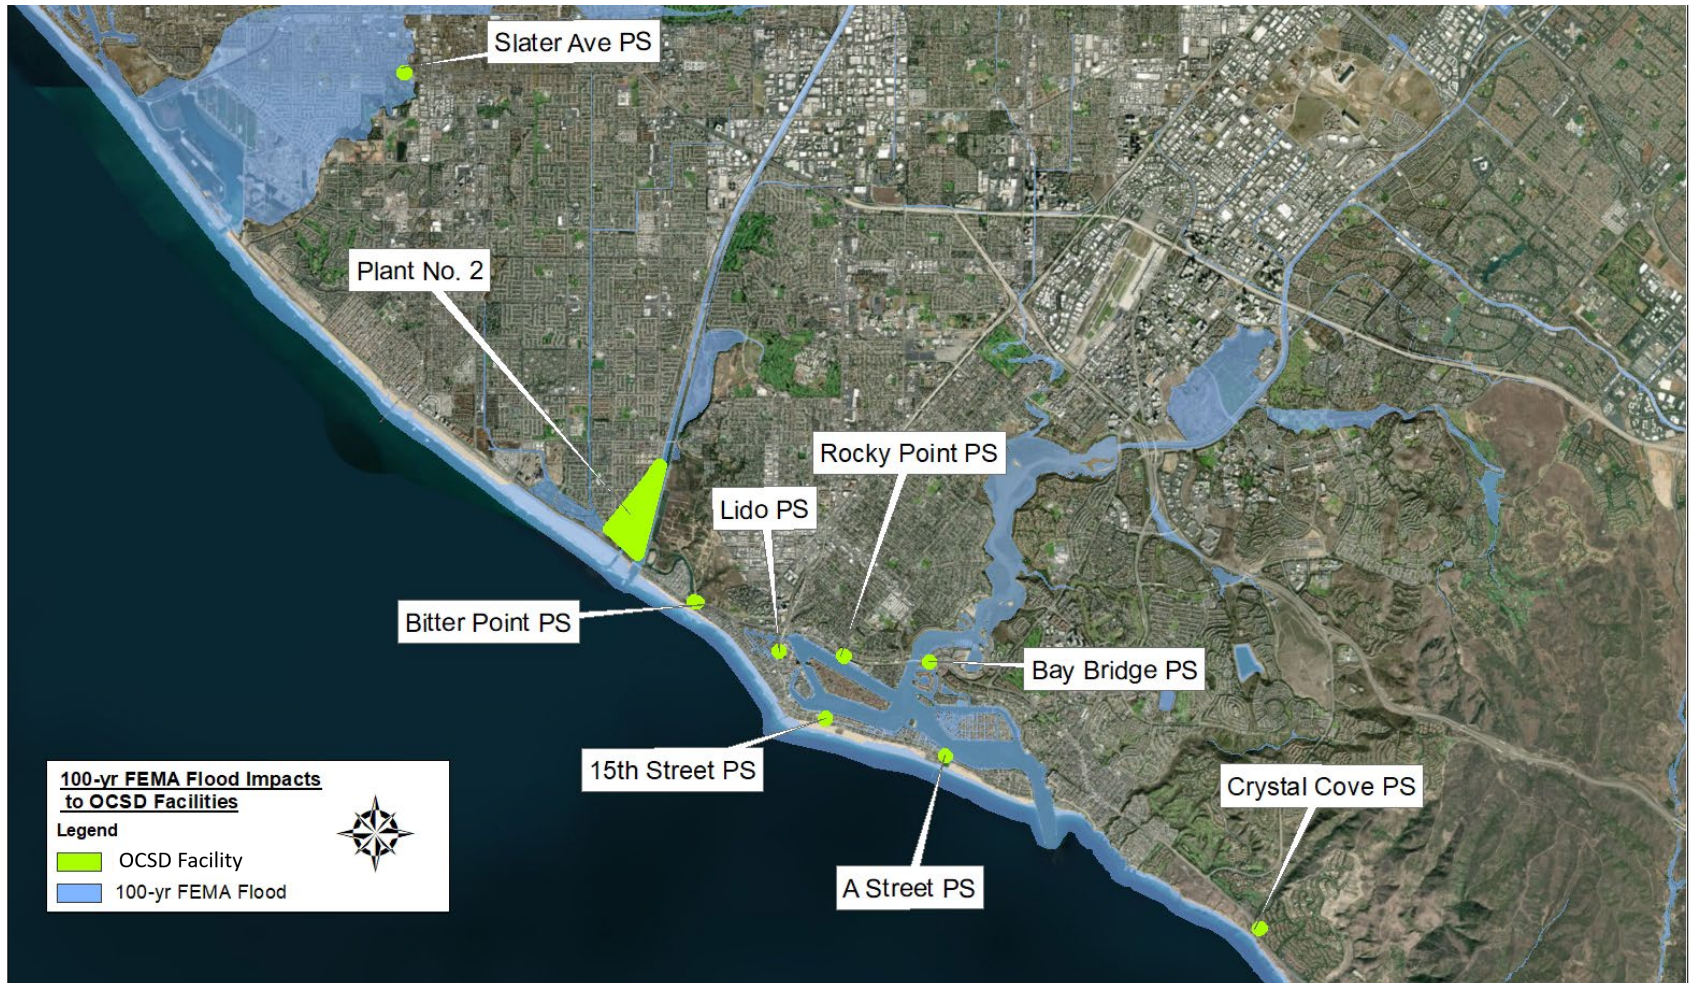 Slater Ave PS
Plant No. 2
Rocky Point PS
Lido PS
Bitter Point PS
Bay Bridge PS
15th Street PS
Crystal Cove PS
A Street PS
100-yr FEMA Flood Impacts
to OCSD Facilities
Legend
OCSD Facility
100-yr FEMA Flood